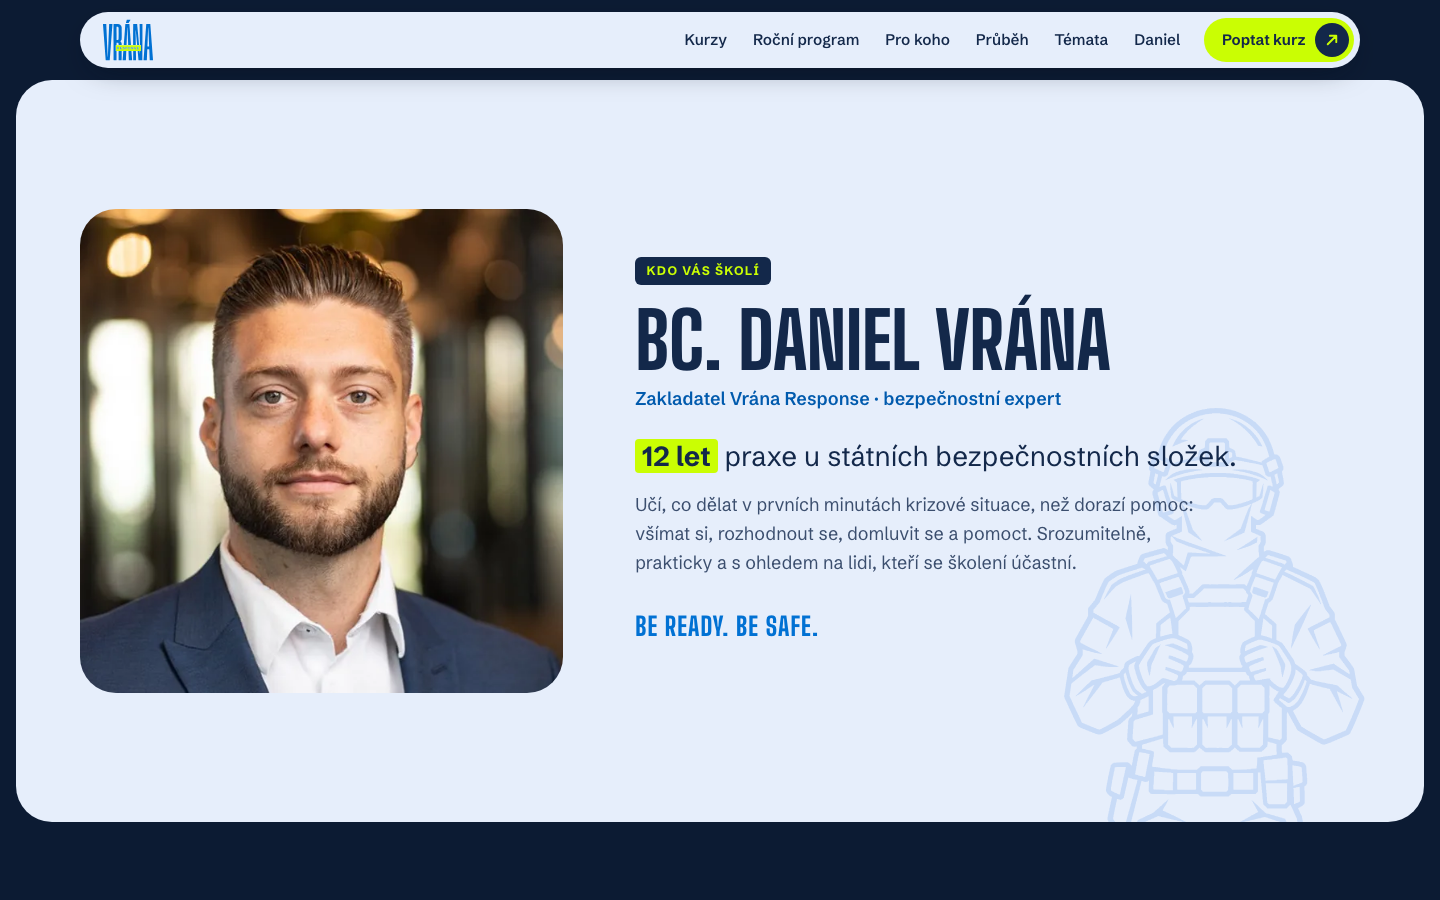 VRÁNA
Kurzy
Roční program
Pro koho
Průběh
Témata
Daniel
Poptat kurz
KDO VÁS ŠKOLÍ
BC. DANIEL VRÁNA
Zakladatel Vrána Response · bezpečnostní expert
12 let praxe u státních bezpečnostních složek.
Učí, co dělat v prvních minutách krizové situace, než dorazí pomoc:
všímat si, rozhodnout se, domluvit se a pomoct. Srozumitelně,
prakticky a s ohledem na lidi, kteří se školení účastní.
BE READY. BE SAFE.